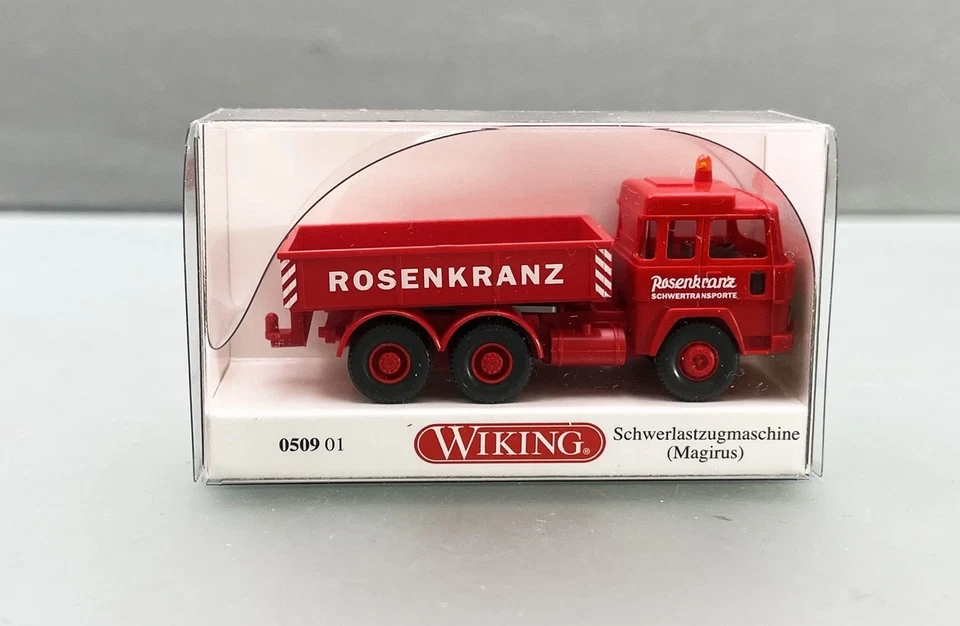 ROSENKRANZ
Rosenkranz
SCHWERTRANSPORTE
0509 01
WIKING®
Schwerlastzugmaschine
(Magirus)